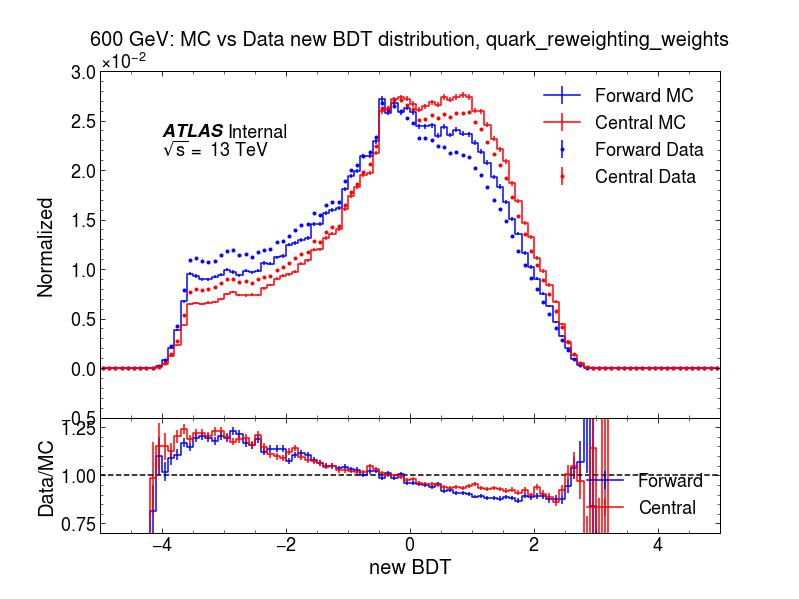 600 GeV: MC vs Data new BDT distribution, quark_reweighting_weights
×10⁻²
3.0
2.5
2.0
1.5
1.0
0.5
0.0
Normalized
ATLAS Internal
√s = 13 TeV
Forward MC
Central MC
Forward Data
Central Data
1.25
1.00
0.75
Data/MC
Forward
Central
−4
−2
0
2
4
new BDT